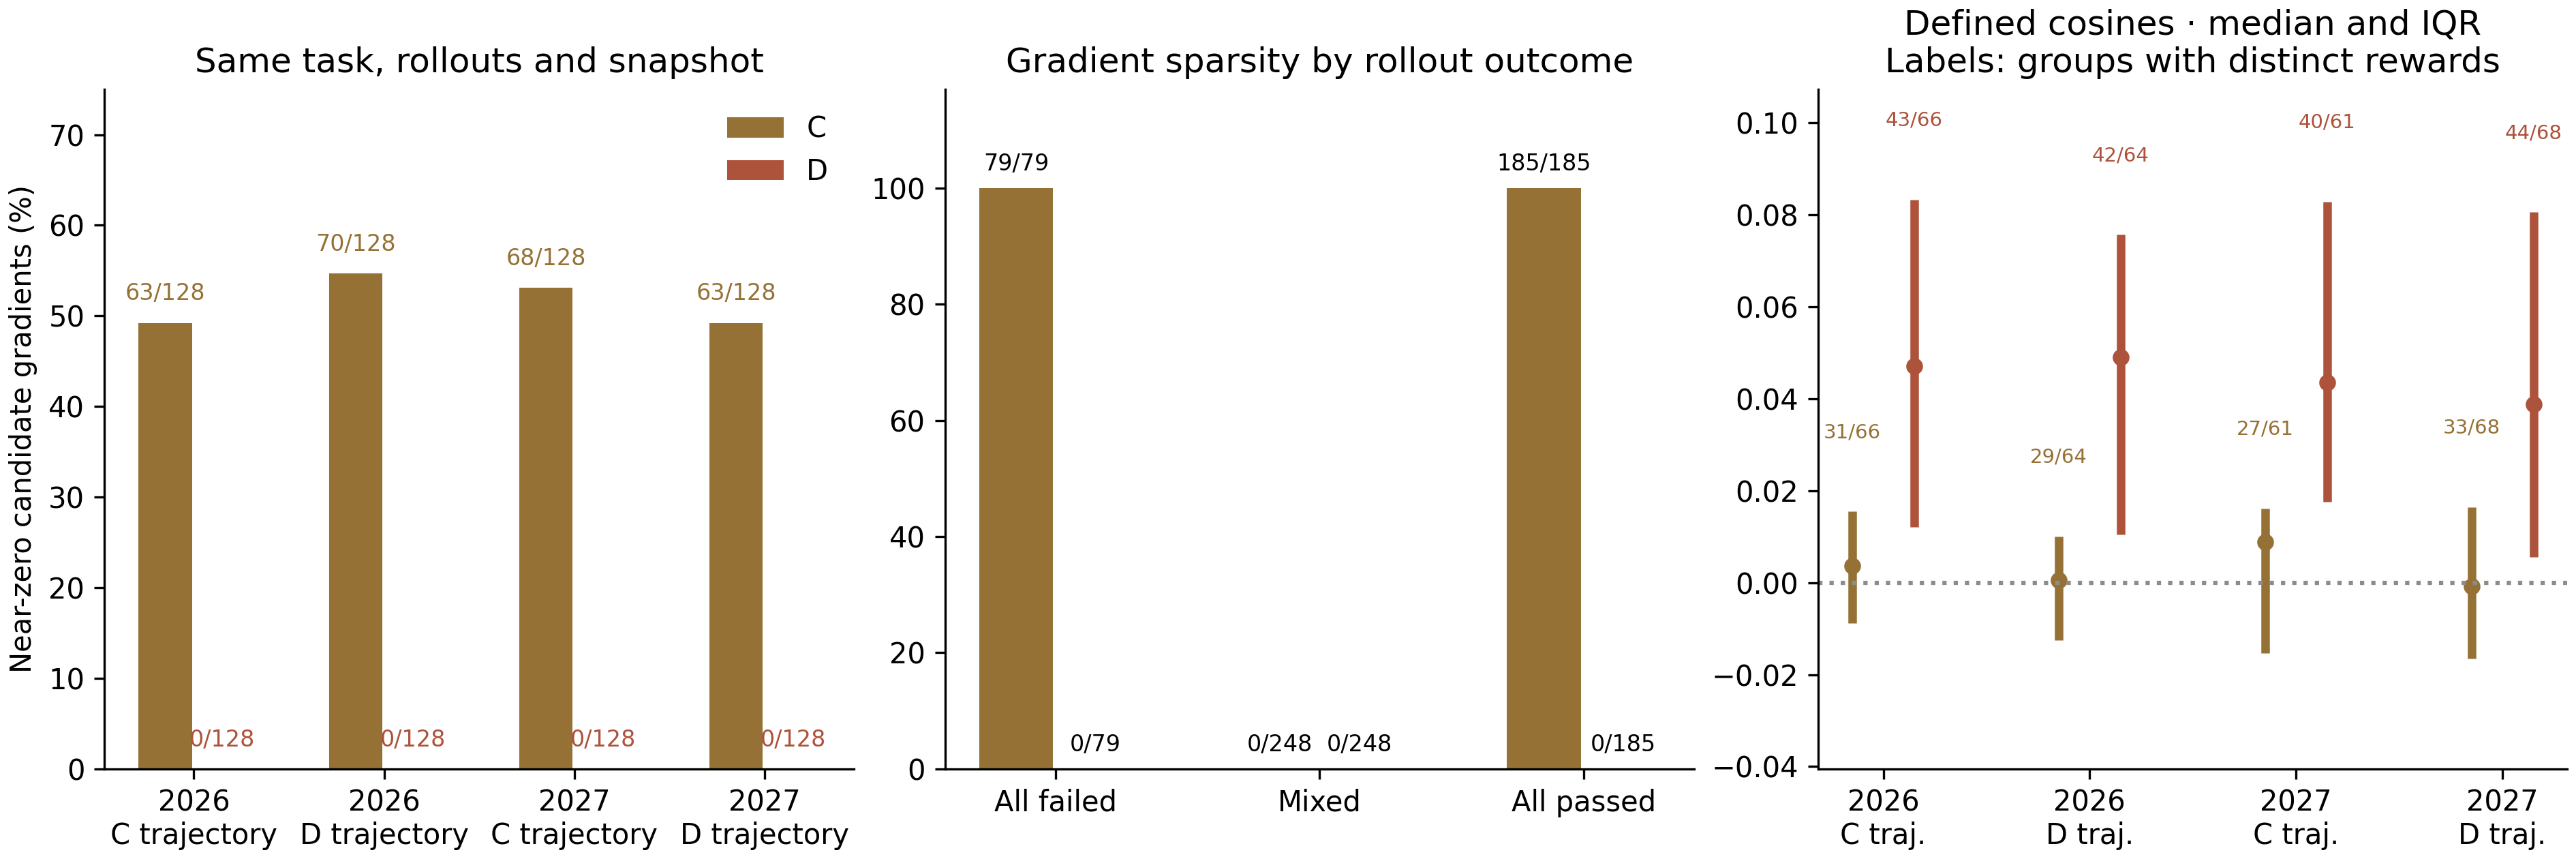 Same task, rollouts and snapshot
Near-zero candidate gradients (%)
70
60
50
40
30
20
10
0
C
D
63/128
70/128
68/128
63/128
0/128
0/128
0/128
0/128
2026
C trajectory
2026
D trajectory
2027
C trajectory
2027
D trajectory
Gradient sparsity by rollout outcome
100
80
60
40
20
0
79/79
0/79
0/248
0/248
185/185
0/185
All failed
Mixed
All passed
Defined cosines · median and IQR
Labels: groups with distinct rewards
0.10
0.08
0.06
0.04
0.02
0.00
−0.02
−0.04
43/66
42/64
40/61
44/68
31/66
29/64
27/61
33/68
2026
C traj.
2026
D traj.
2027
C traj.
2027
D traj.